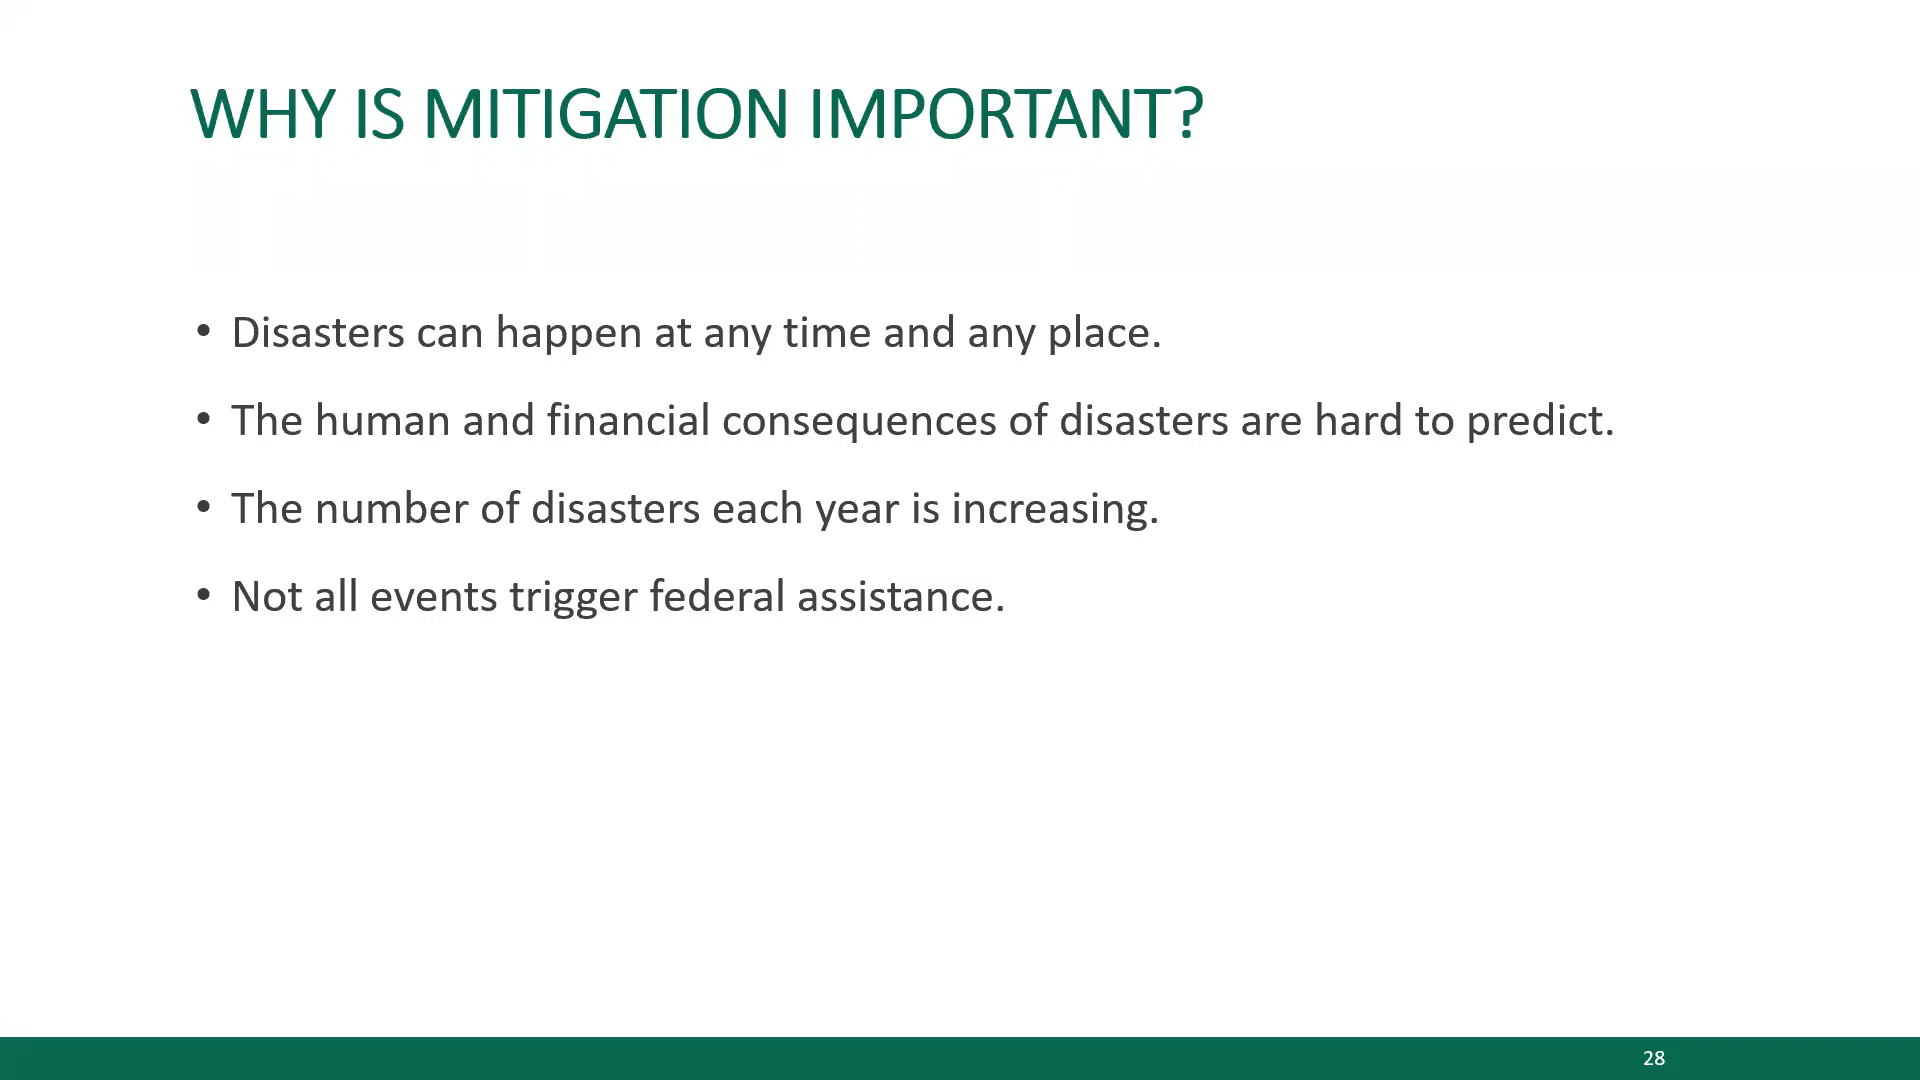 WHY IS MITIGATION IMPORTANT?
• Disasters can happen at any time and any place.
• The human and financial consequences of disasters are hard to predict.
• The number of disasters each year is increasing.
• Not all events trigger federal assistance.
28